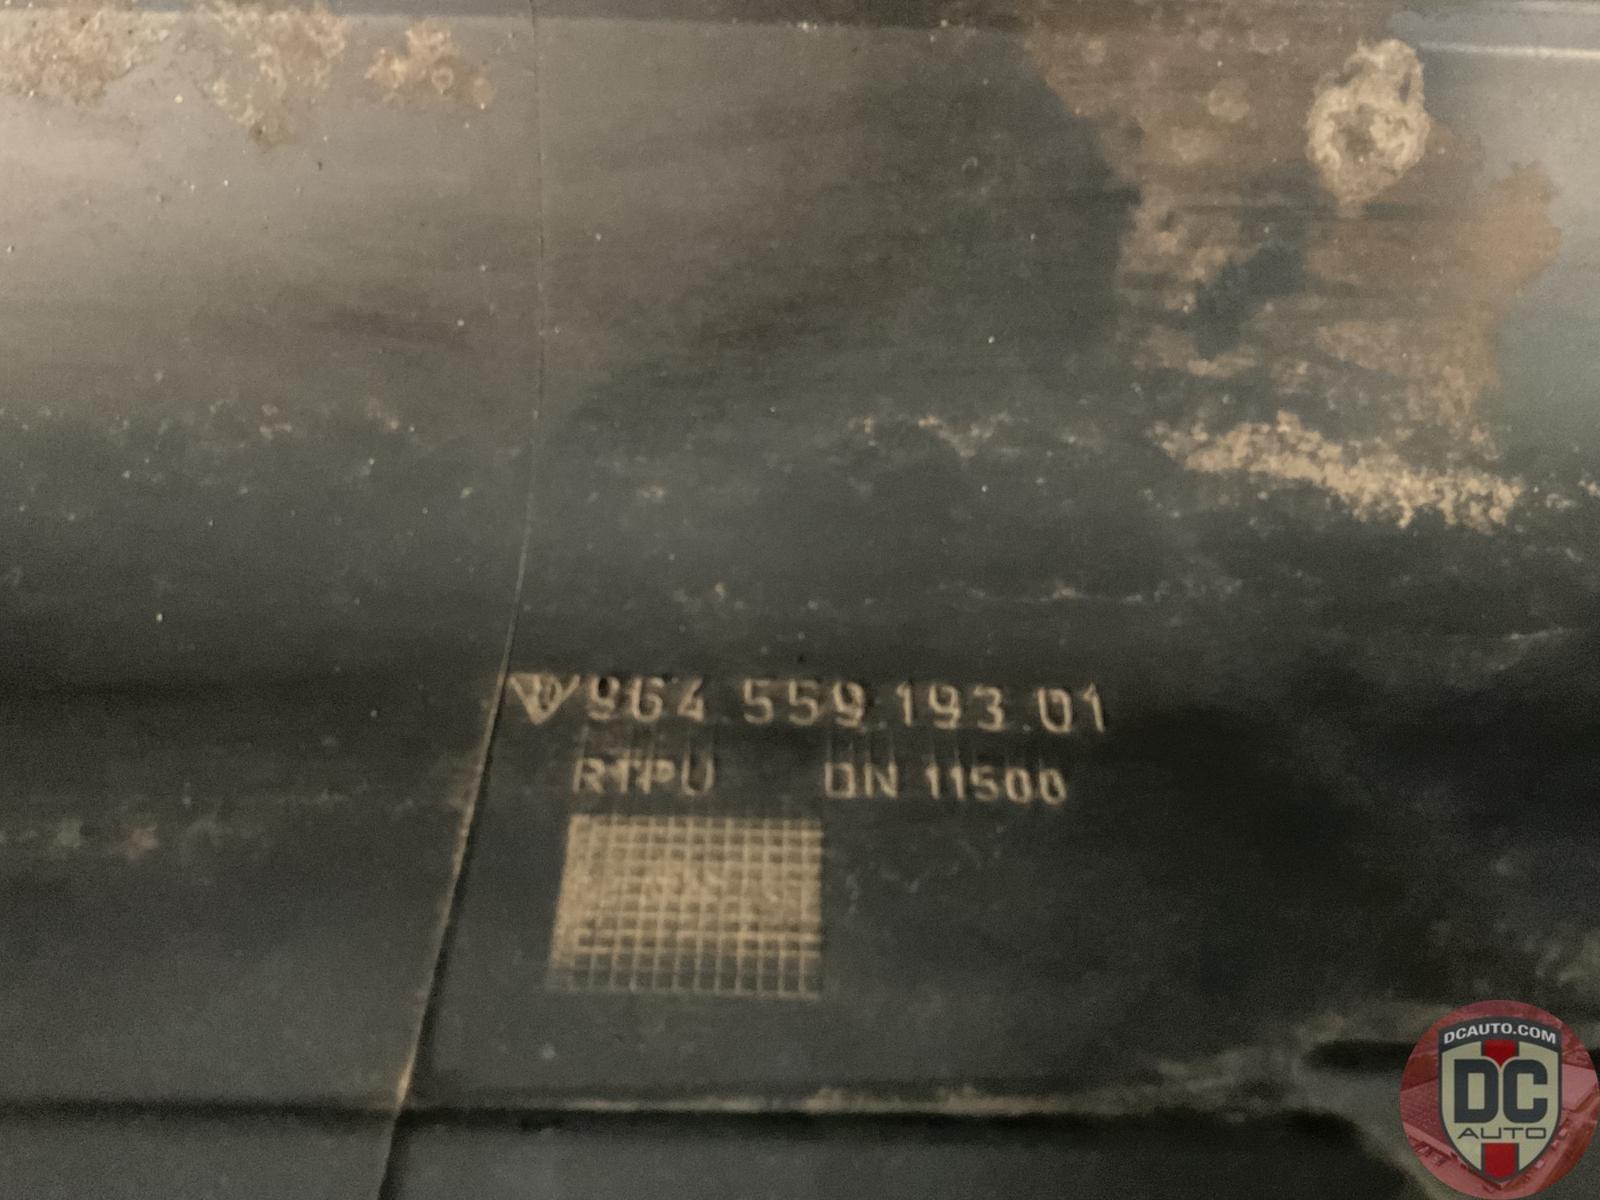 964.559.193.01
RTPU DN 11500
DCAUTO.COM
DC
AUTO